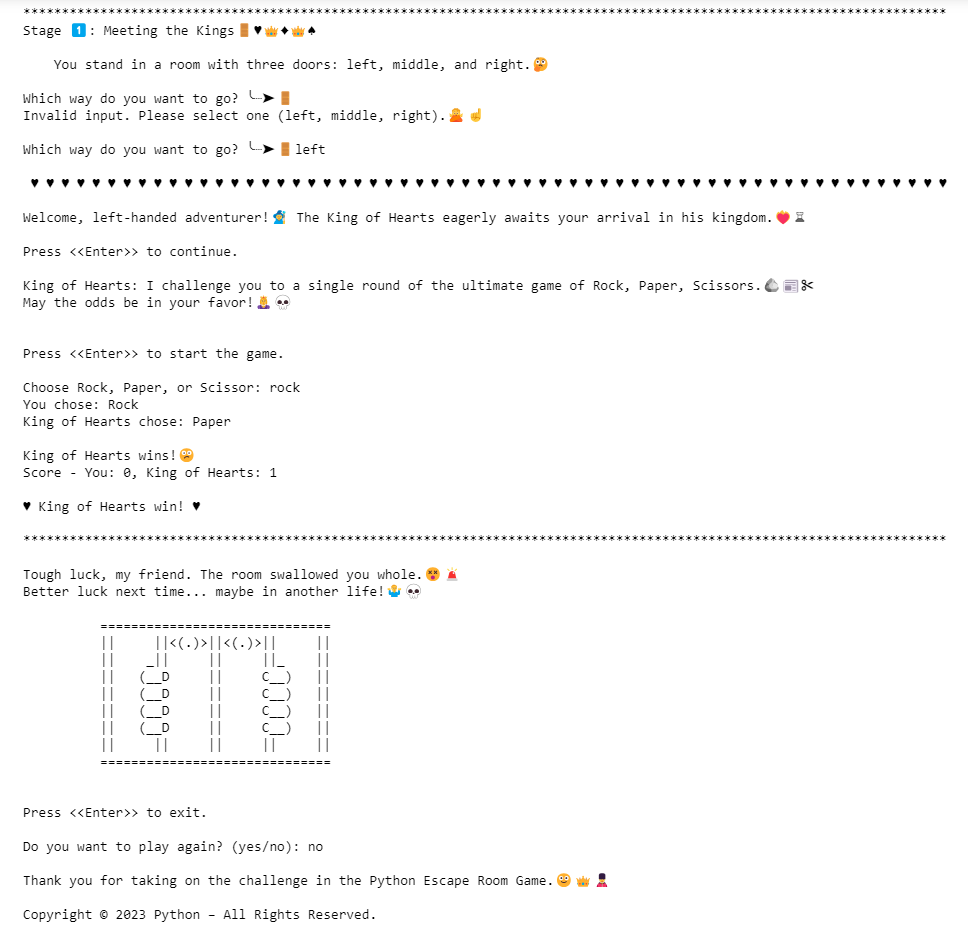 ************************************************************************************************************************
Stage 1️⃣: Meeting the Kings🚪♥👑♦👑♠
You stand in a room with three doors: left, middle, and right.🤔
Which way do you want to go? ╰┈➤🚪
Invalid input. Please select one (left, middle, right).🤷☝
Which way do you want to go? ╰┈➤🚪left
♥ ♥ ♥ ♥ ♥ ♥ ♥ ♥ ♥ ♥ ♥ ♥ ♥ ♥ ♥ ♥ ♥ ♥ ♥ ♥ ♥ ♥ ♥ ♥ ♥ ♥ ♥ ♥ ♥ ♥ ♥ ♥ ♥ ♥ ♥ ♥ ♥ ♥ ♥ ♥ ♥ ♥ ♥ ♥ ♥ ♥ ♥ ♥ ♥ ♥ ♥ ♥ ♥ ♥ ♥ ♥ ♥ ♥ ♥ ♥
Welcome, left-handed adventurer! The King of Hearts eagerly awaits your arrival in his kingdom.❤️⌛
Press <<Enter>> to continue.
King of Hearts: I challenge you to a single round of the ultimate game of Rock, Paper, Scissors.🪨📰✂
May the odds be in your favor!💀
Press <<Enter>> to start the game.
Choose Rock, Paper, or Scissor: rock
You chose: Rock
King of Hearts chose: Paper
King of Hearts wins!😕
Score - You: 0, King of Hearts: 1
♥ King of Hearts win! ♥
************************************************************************************************************************
Tough luck, my friend. The room swallowed you whole.😵🚨
Better luck next time... maybe in another life!🤷💀
==============================
||     ||<(.)>||<(.)>||     ||
||    _||     ||     ||_    ||
||   (__D     ||     C__)   ||
||   (__D     ||     C__)   ||
||   (__D     ||     C__)   ||
||   (__D     ||     C__)   ||
||     ||     ||     ||     ||
==============================
Press <<Enter>> to exit.
Do you want to play again? (yes/no): no
Thank you for taking on the challenge in the Python Escape Room Game.🙂👑💂
Copyright © 2023 Python – All Rights Reserved.